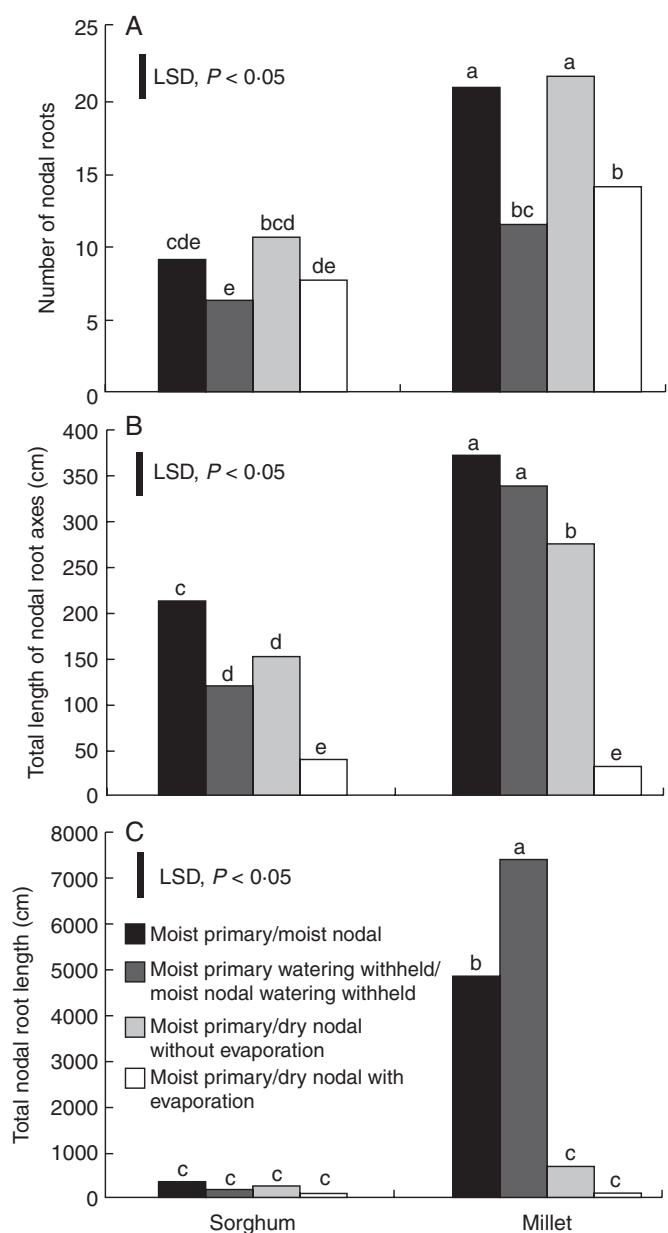 A
LSD, P < 0·05
25
20
15
10
5
0
Number of nodal roots
cde
e
bcd
de
a
bc
a
b
B
LSD, P < 0·05
400
350
300
250
200
150
100
50
0
Total length of nodal root axes (cm)
c
d
d
e
a
a
b
e
C
LSD, P < 0·05
8000
7000
6000
5000
4000
3000
2000
1000
0
Total nodal root length (cm)
Moist primary/moist nodal
Moist primary watering withheld/
moist nodal watering withheld
Moist primary/dry nodal
without evaporation
Moist primary/dry nodal with
evaporation
c
c
c
c
b
a
c
c
Sorghum
Millet